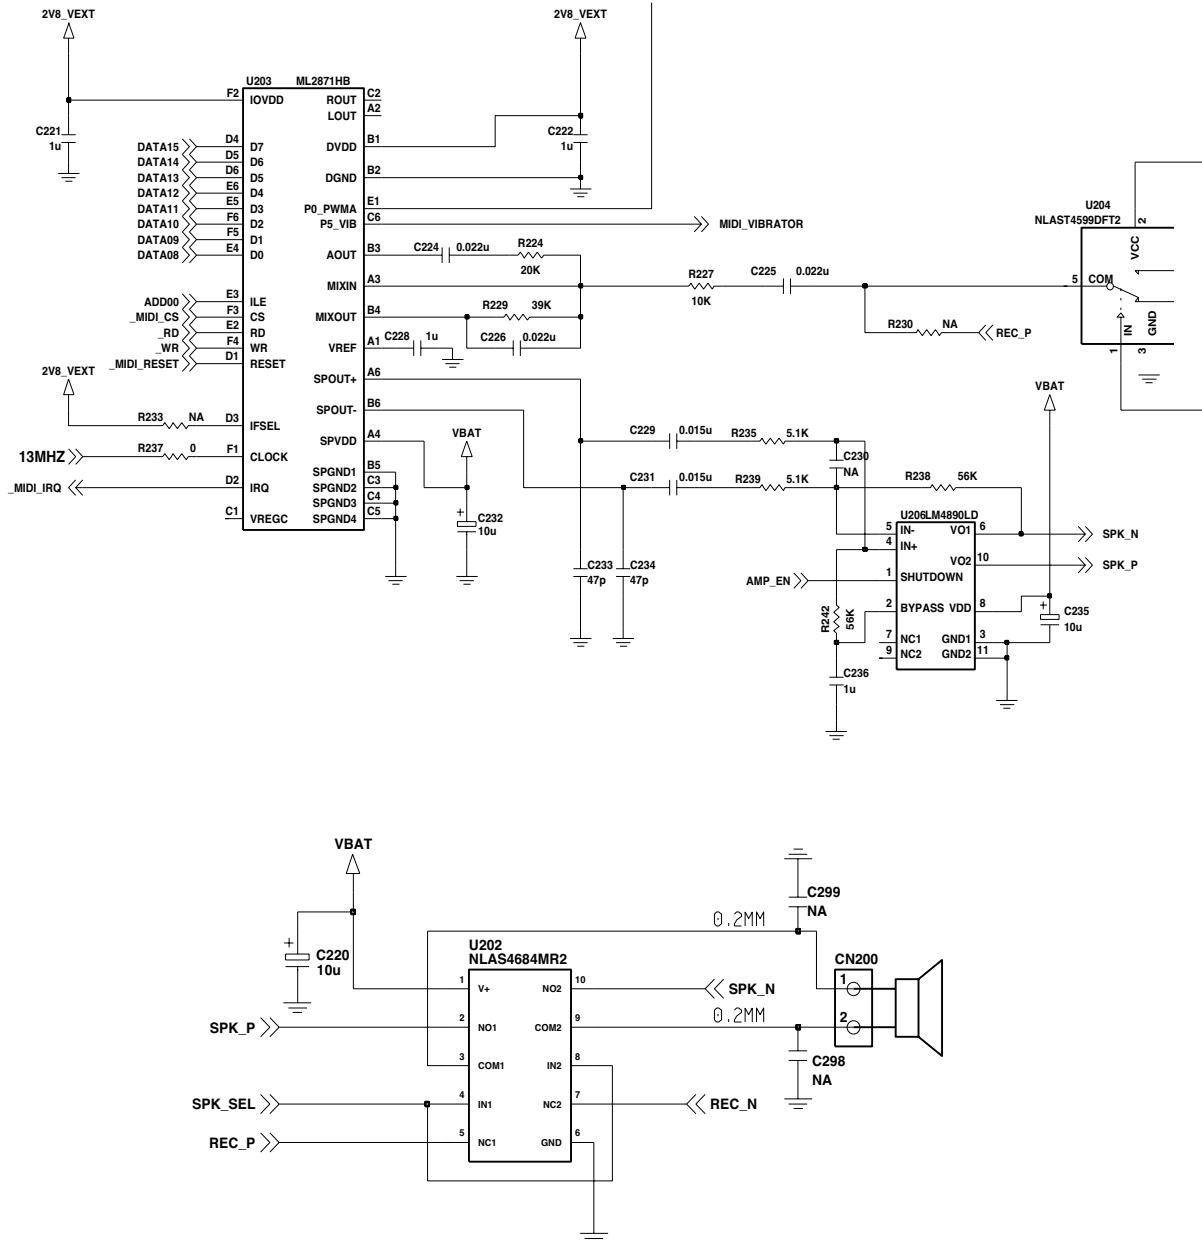 2V8_VEXT
2V8_VEXT
U203 ML2871HB
F2 IOVDD
ROUT C2
LOUT A2
C221
1u
C222
1u
DVDD B1
DGND B2
DATA15 D4 D7
DATA14 D5 D6
DATA13 D6 D5
DATA12 E6 D4
DATA11 E5 D3
DATA10 F6 D2
DATA09 F5 D1
DATA08 E4 D0
P0_PWMA E1
P5_VIB C6 MIDI_VIBRATOR
AOUT B3 C224 0.022u R224
20K
MIXIN A3 R227
10K
C225 0.022u
MIXOUT B4 R229 39K
C226 0.022u
VREF A1 C228 1u
R230 NA REC_P
U204
NLAST4599DFT2
2 VCC
5 COM
IN 1
GND 3
ADD00 E3 ILE
_MIDI_CS F3 CS
_RD E2 RD
_WR F4 WR
_MIDI_RESET D1 RESET
2V8_VEXT
SPOUT+ A6
SPOUT- B6
R233 NA D3 IFSEL
13MHZ R237 0 F1 CLOCK
_MIDI_IRQ D2 IRQ
C1 VREGC
SPVDD A4
SPGND1 B5
SPGND2 C3
SPGND3 C4
SPGND4 C5
VBAT
+
C232
10u
C229 0.015u R235 5.1K
C230
NA
C231 0.015u R239 5.1K
R238 56K
C233
47p
C234
47p
VBAT
U206LM4890LD
5 IN-
4 IN+
1 SHUTDOWN
2 BYPASS
7 NC1
9 NC2
VO1 6 SPK_N
VO2 10 SPK_P
VDD 8
GND1 3
GND2 11
AMP_EN
R242
56K
C236
1u
+
C235
10u
VBAT
+
C220
10u
U202
NLAS4684MR2
1 V+
2 NO1
3 COM1
4 IN1
5 NC1
NO2 10
COM2 9
IN2 8
NC2 7
GND 6
SPK_P
SPK_SEL
REC_P
SPK_N
REC_N
0.2MM
0.2MM
C299
NA
C298
NA
CN200
1
2